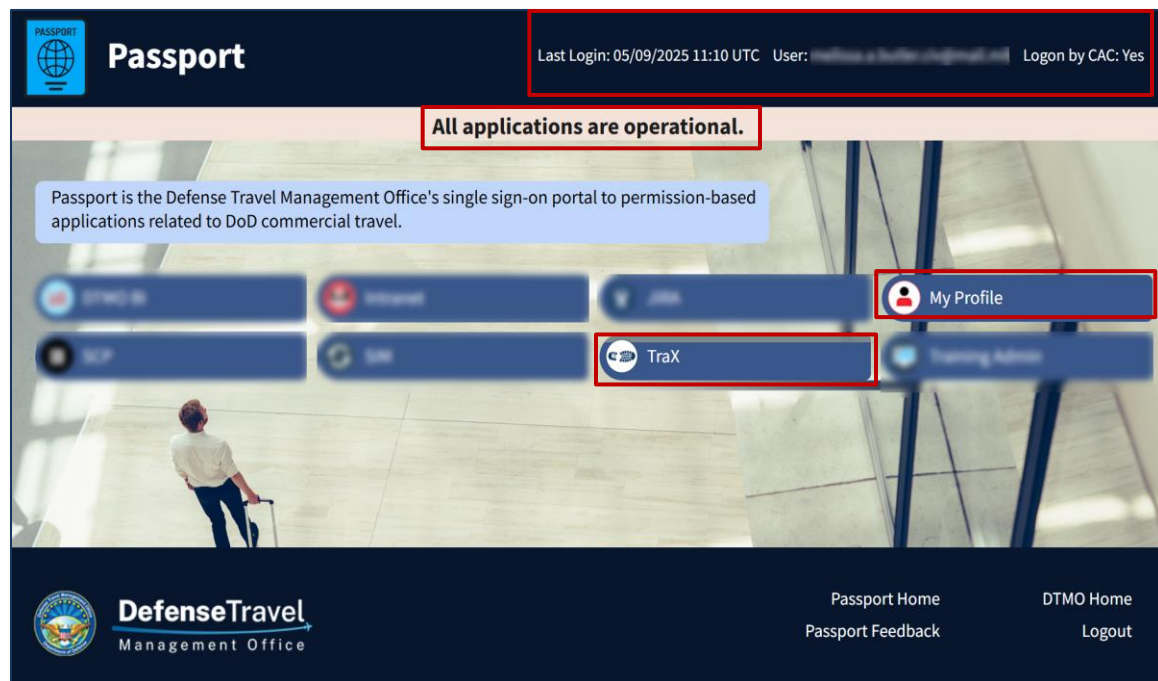 PASSPORT
Passport
Last Login: 05/09/2025 11:10 UTC User: Logon by CAC: Yes
All applications are operational.
Passport is the Defense Travel Management Office's single sign-on portal to permission-based
applications related to DoD commercial travel.
My Profile
TraX
DefenseTravel
Management Office
Passport Home
DTMO Home
Passport Feedback
Logout